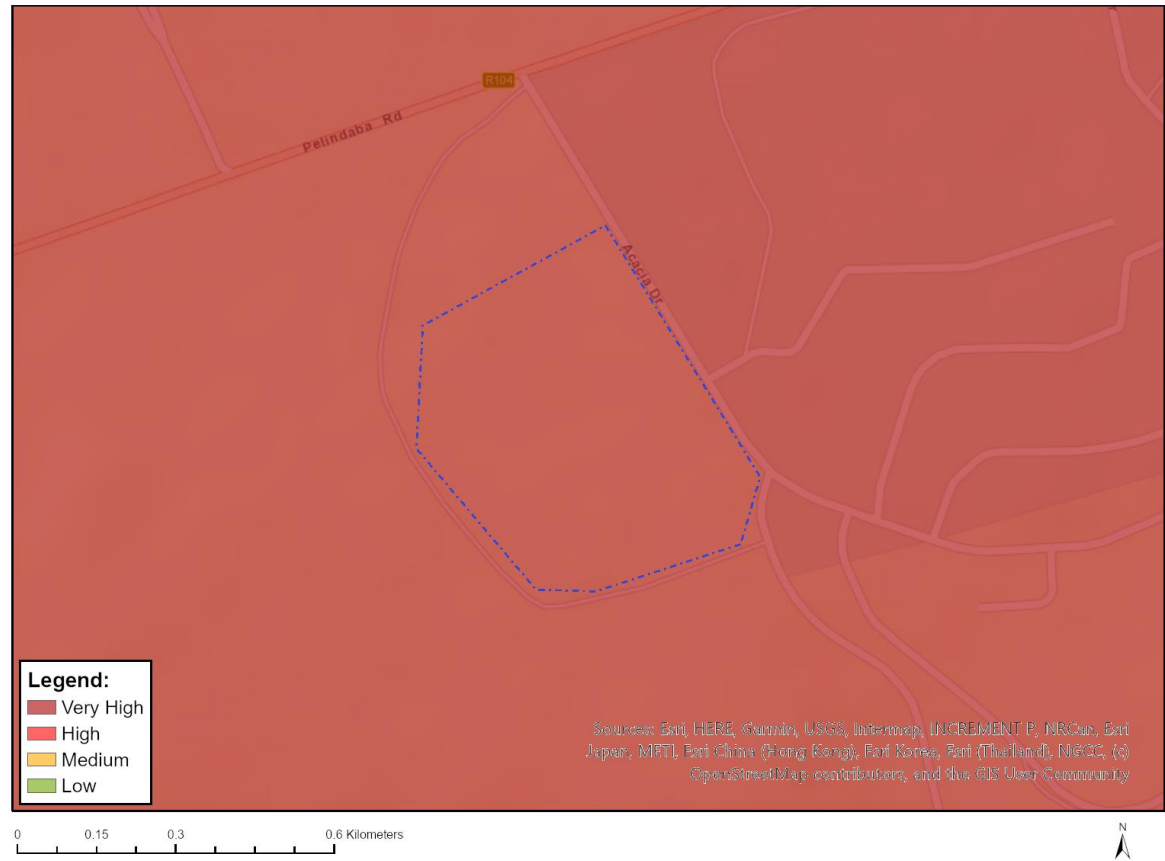 R104
Pelindaba Rd
Acacia Dr
Legend:
Very High
High
Medium
Low
Sources: Esri, HERE, Garmin, USGS, Intermap, INCREMENT P, NRCan, Esri
Japan, METI, Esri China (Hong Kong), Esri Korea, Esri (Thailand), NGCC, (c)
OpenStreetMap contributors, and the GIS User Community
0 0.15 0.3 0.6 Kilometers
N